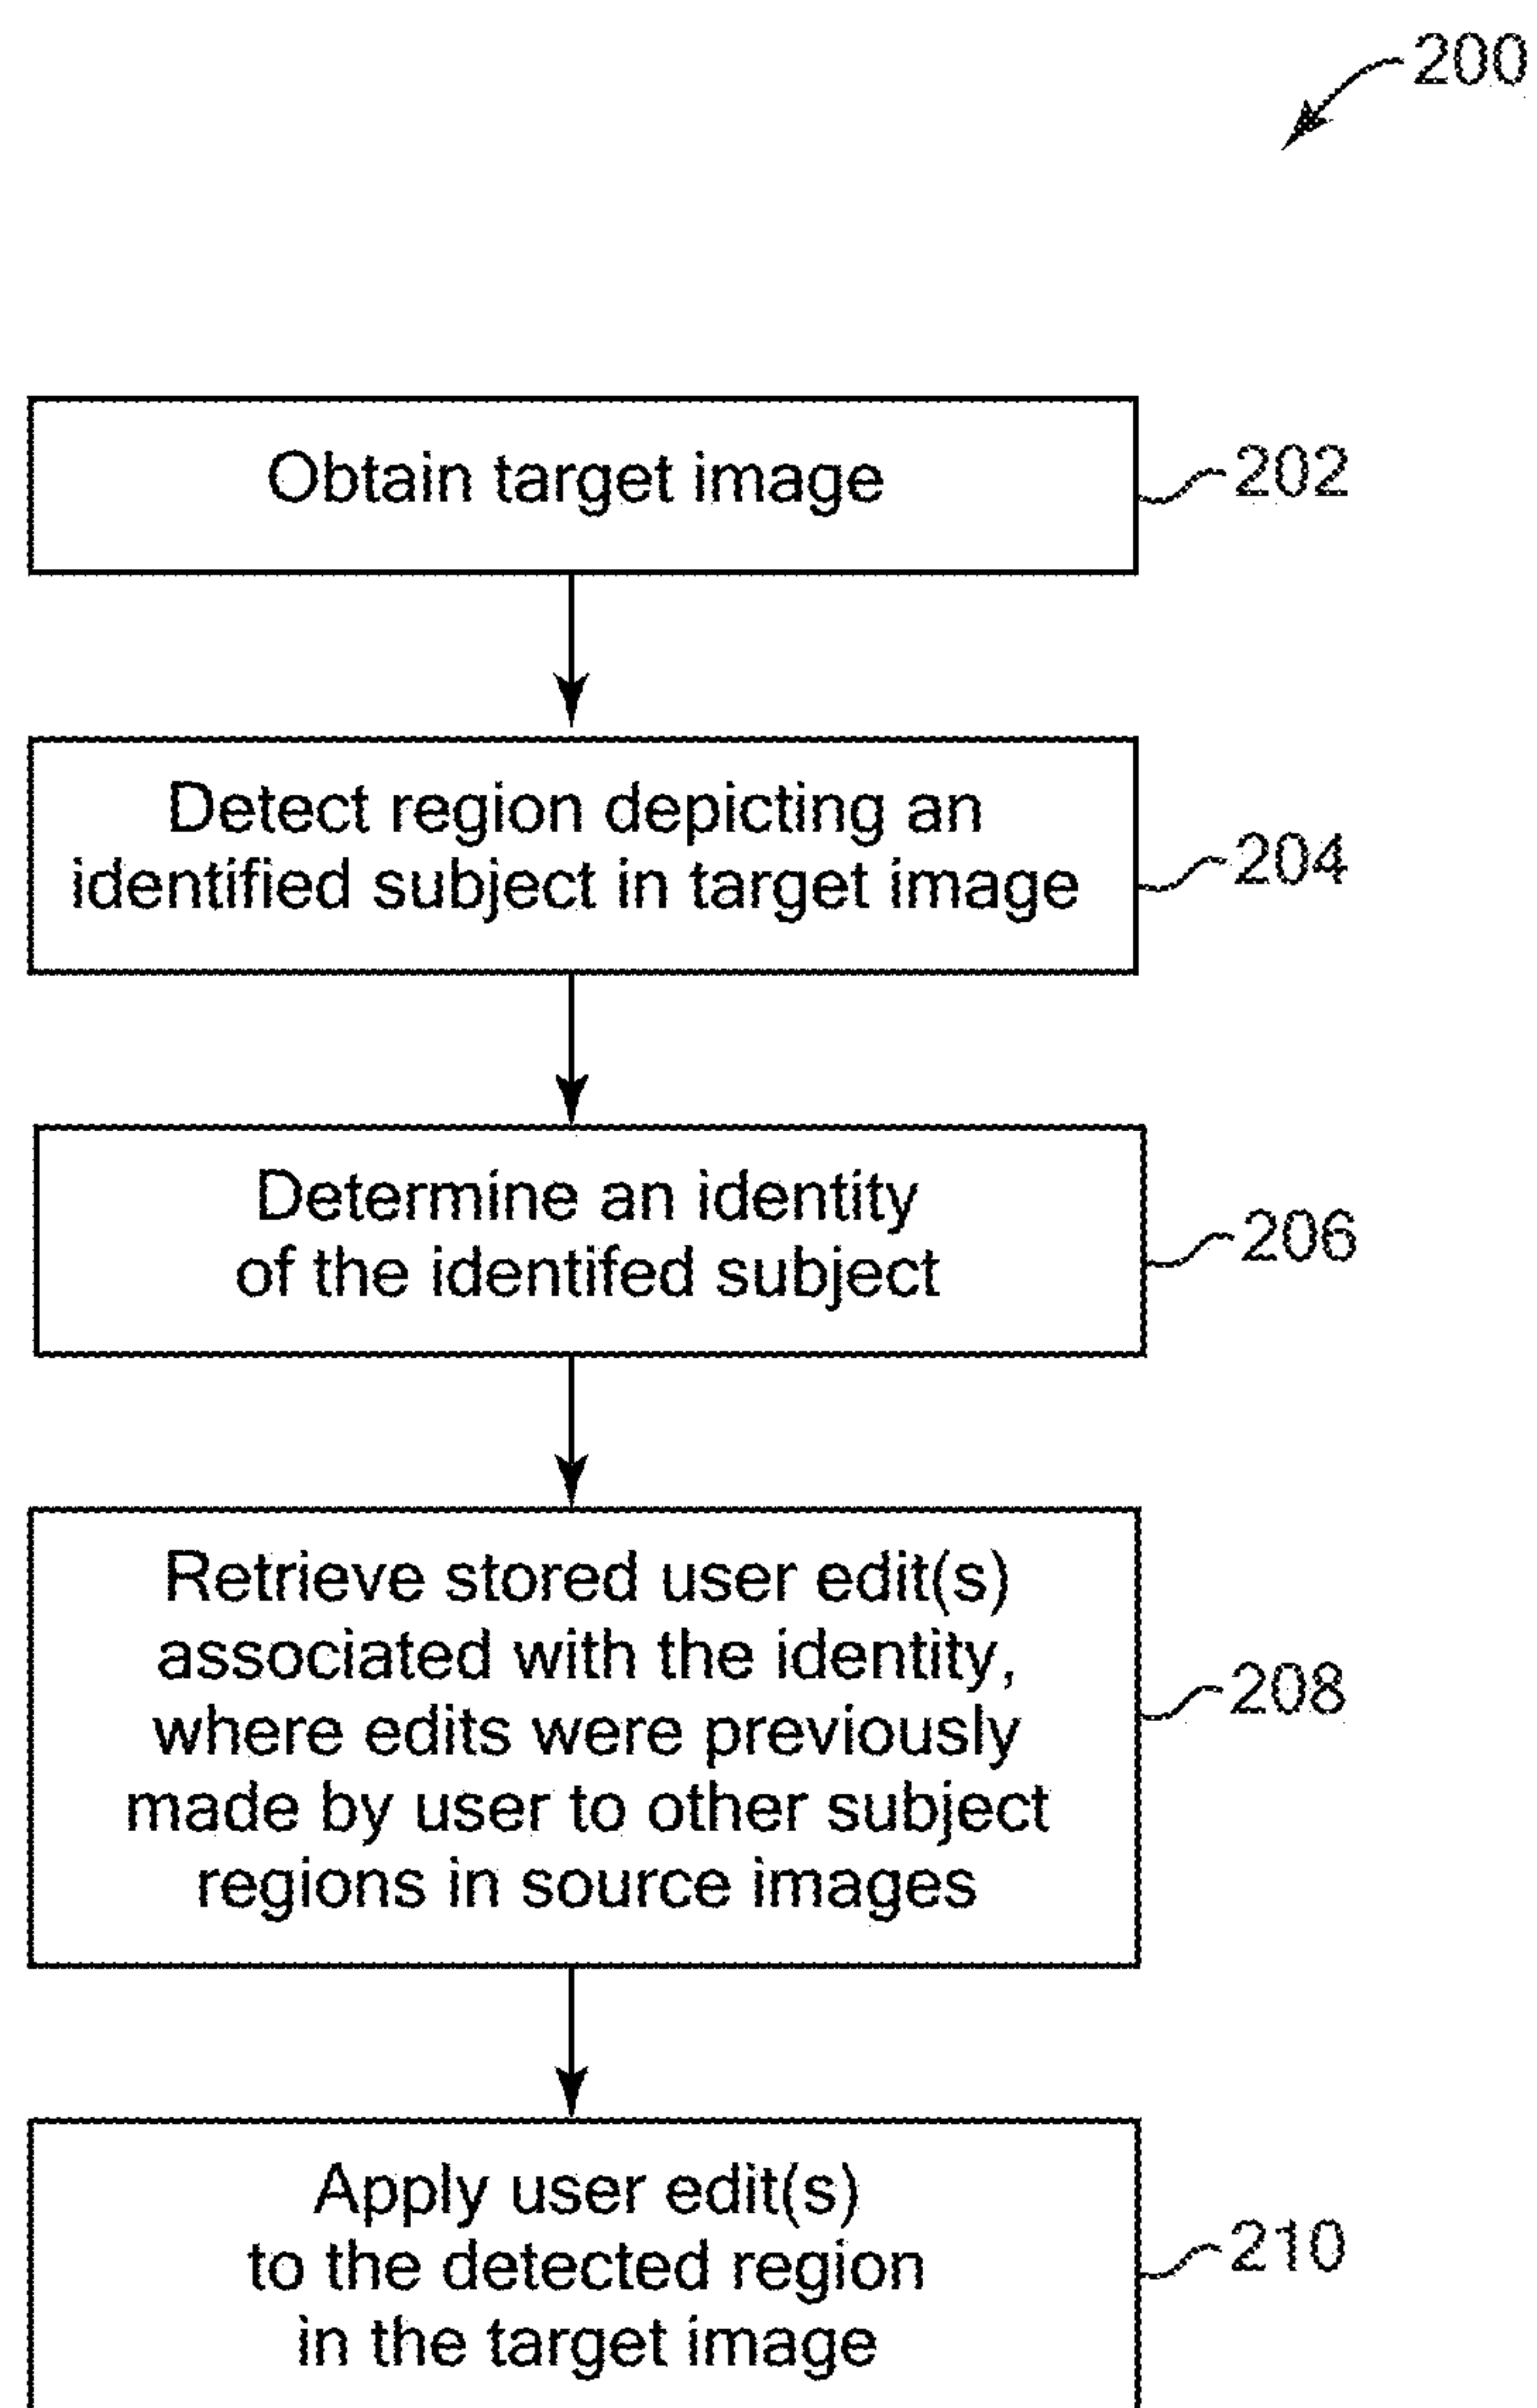 200
Obtain target image
202
Detect region depicting an
identified subject in target image
204
Determine an identity
of the identifed subject
206
Retrieve stored user edit(s)
associated with the identity,
where edits were previously
made by user to other subject
regions in source images
208
Apply user edit(s)
to the detected region
in the target image
210